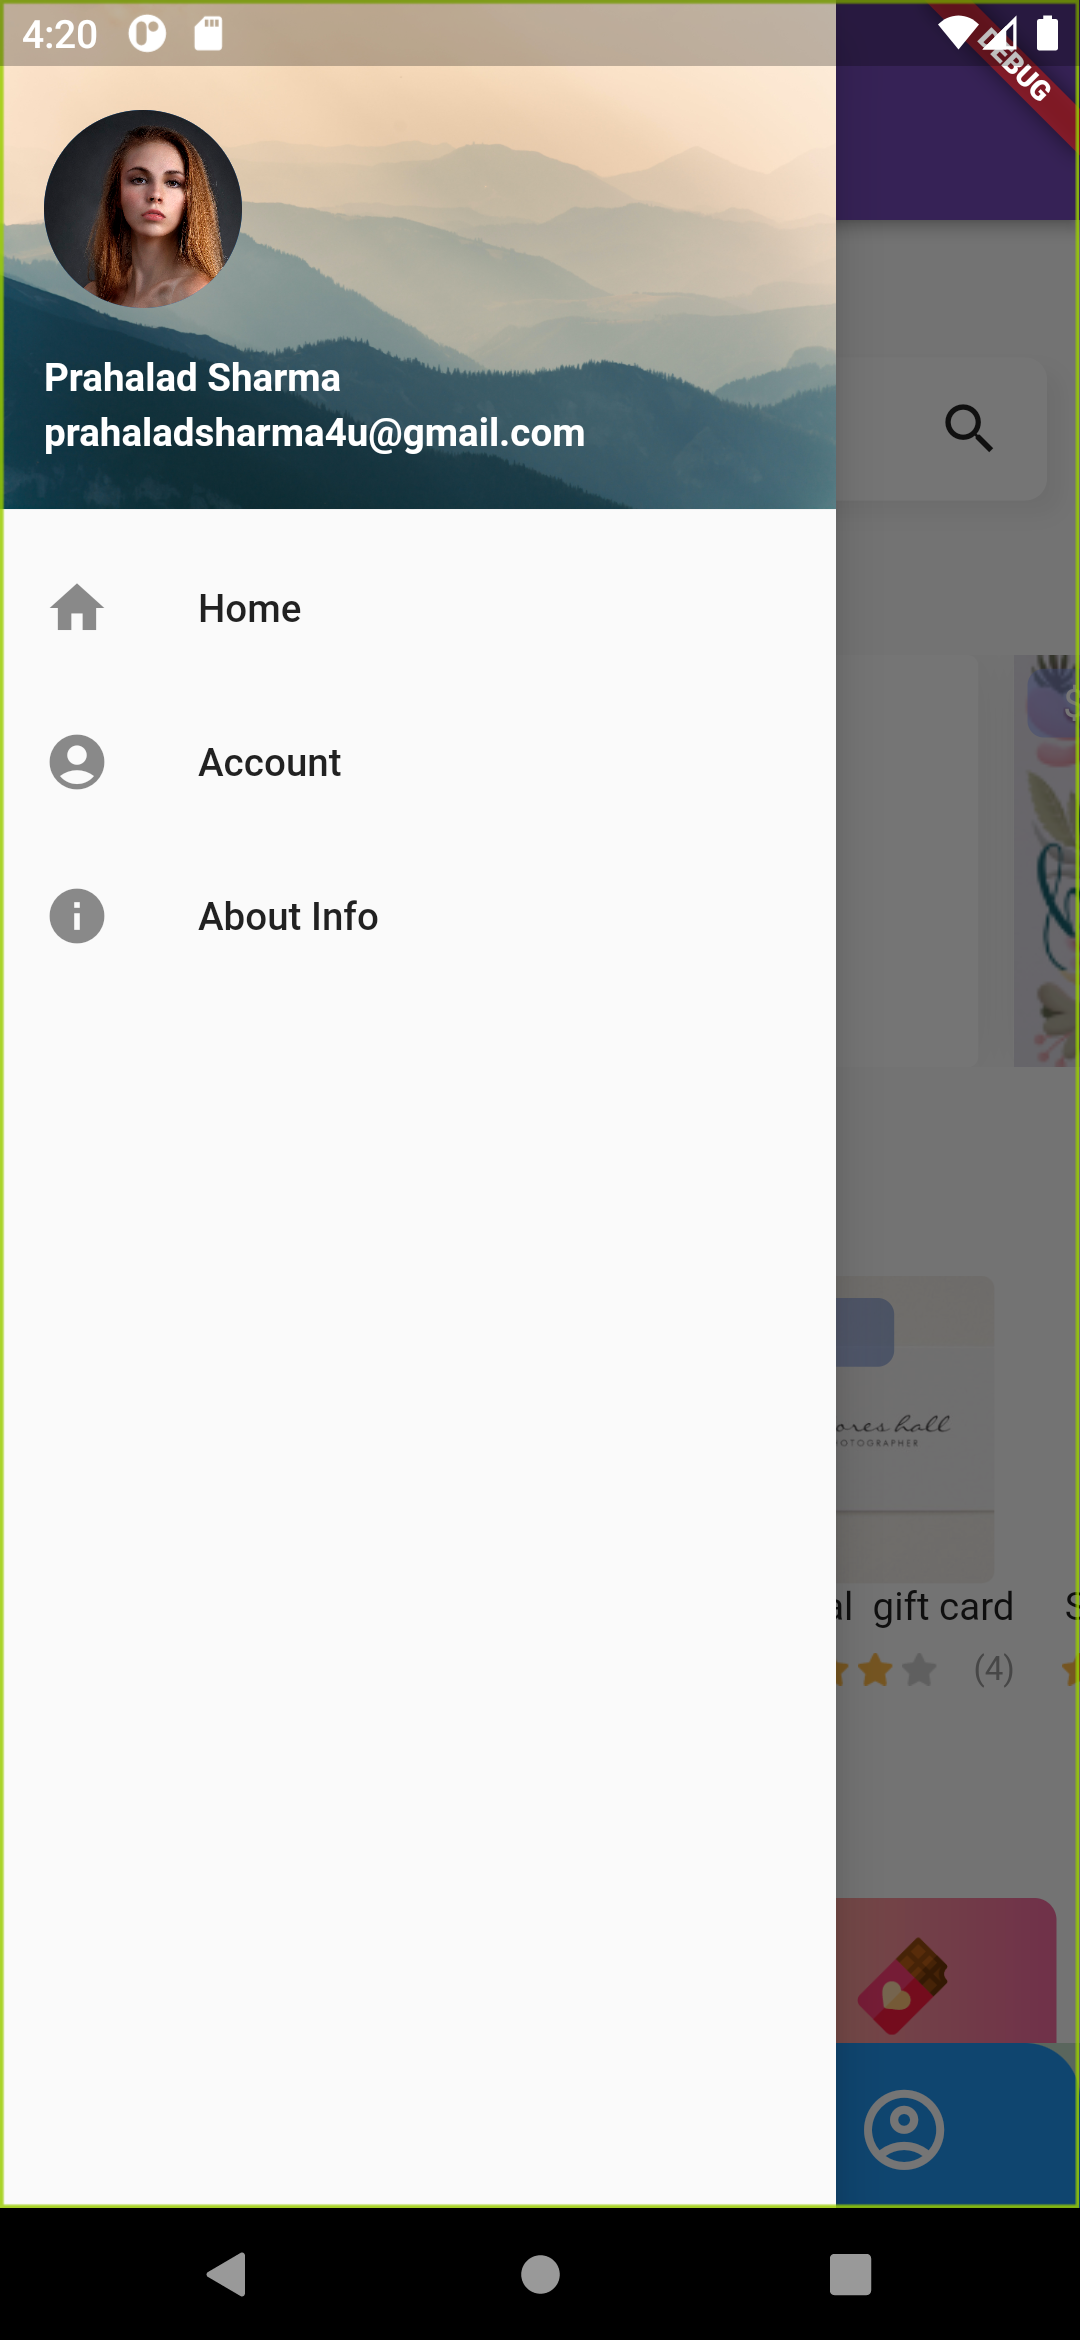 4:20
DEBUG
Prahalad Sharma
prahaladsharma4u@gmail.com
Home
Account
About Info
$
ores hall
OTOGRAPHER
al gift card
S
(4)